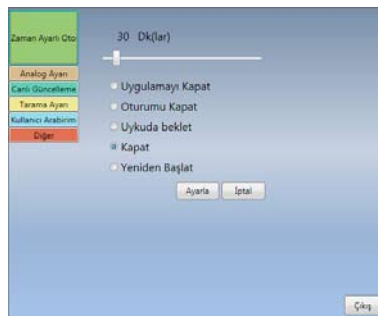 Zaman Ayarlı Oto
30 Dk(lar)
Analog Ayarı
Canlı Güncelleme
Tarama Ayarı
Kullanıcı Arabirim
Diğer
Uygulamayı Kapat
Oturumu Kapat
Uykuda beklet
Kapat
Yeniden Başlat
Ayarla
İptal
Çıkış